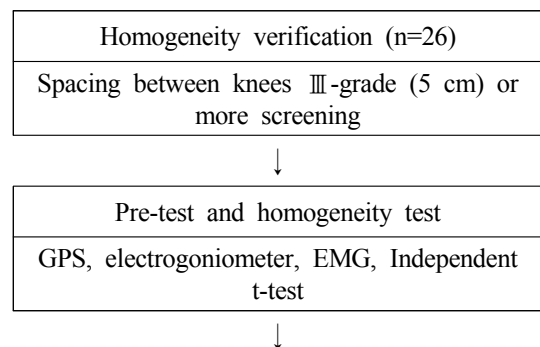 Homogeneity verification (n=26)
Spacing between knees Ⅲ-grade (5 cm) or
more screening
↓
Pre-test and homogeneity test
GPS, electrogoniometer, EMG, Independent
t-test
↓